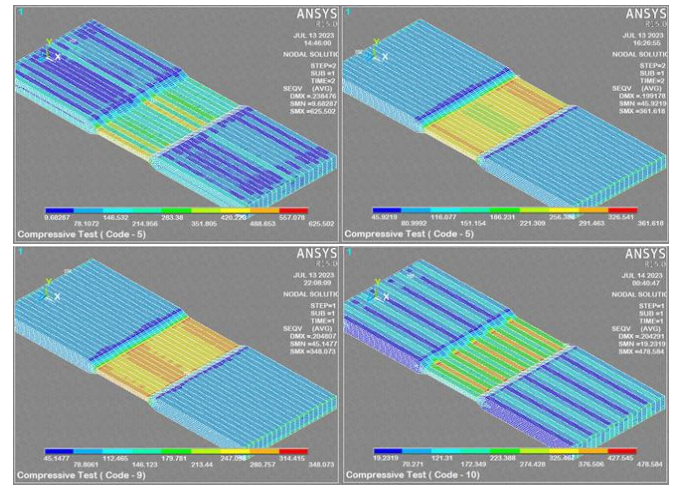 1
ANSYS
R15.0
JUL 13 2023
14:46:00
NODAL SOLUTIO
STEP=2
SUB =1
TIME=2
SEQV (AVG)
DMX=.238476
SMN=9.68287
SMX=625.502
Y
X
9.68287 146.532 283.38 420.229 557.078
78.1072 214.956 351.805 488.653 625.502
Compressive Test ( Code - 5)
1
ANSYS
R15.0
JUL 13 2023
16:26:55
NODAL SOLUTIO
STEP=2
SUB =1
TIME=2
SEQV (AVG)
DMX=.199178
SMN=45.9219
SMX=361.618
Y
X
45.9219 116.077 186.231 256.386 326.541
80.9992 151.154 221.309 291.463 361.618
Compressive Test ( Code - 5)
1
ANSYS
R15.0
JUL 13 2023
22:08:09
NODAL SOLUTIO
STEP=1
SUB =1
TIME=1
SEQV (AVG)
DMX=.204807
SMN=45.1477
SMX=348.073
Y
X
45.1477 112.465 179.781 314.415
78.8061 146.123 213.44 280.757 348.073
Compressive Test ( Code - 9)
1
ANSYS
R15.0
JUL 14 2023
00:49:47
NODAL SOLUTIO
STEP=1
SUB =1
TIME=1
SEQV (AVG)
DMX=.204291
SMN=19.2319
SMX=478.584
Y
X
19.2319 121.31 223.388 325.467 427.545
70.271 172.349 274.428 376.506 478.584
Compressive Test ( Code - 10)